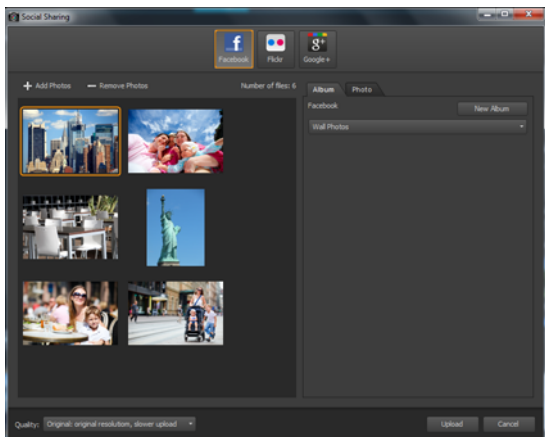 Social Sharing
f
Facebook
Flickr
g+
Google+
Add Photos
Remove Photos
Number of files: 6
Album
Photo
Facebook
New Album
Wall Photos
Quality:
Original: original resolution, slower upload
Upload
Cancel